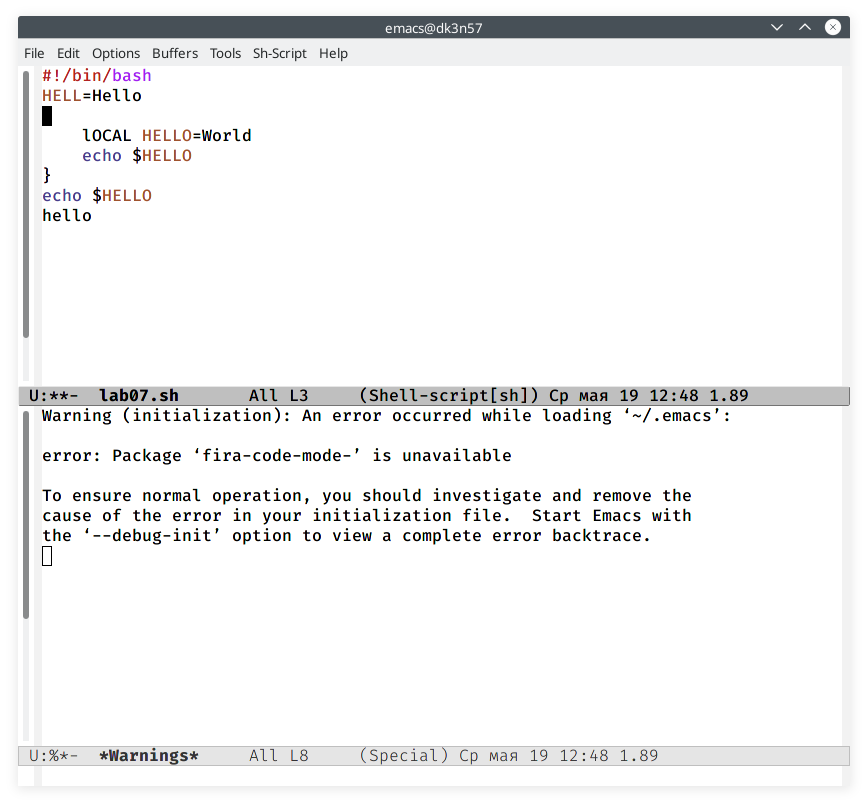 emacs@dk3n57
File Edit Options Buffers Tools Sh-Script Help
#!/bin/bash
HELL=Hello
lOCAL HELLO=World
echo $HELLO
}
echo $HELLO
hello
U:**- lab07.sh All L3 (Shell-script[sh]) Ср мая 19 12:48 1.89
Warning (initialization): An error occurred while loading ‘~/.emacs’:
error: Package ‘fira-code-mode-’ is unavailable
To ensure normal operation, you should investigate and remove the
cause of the error in your initialization file. Start Emacs with
the ‘--debug-init’ option to view a complete error backtrace.
U:%*- *Warnings* All L8 (Special) Ср мая 19 12:48 1.89